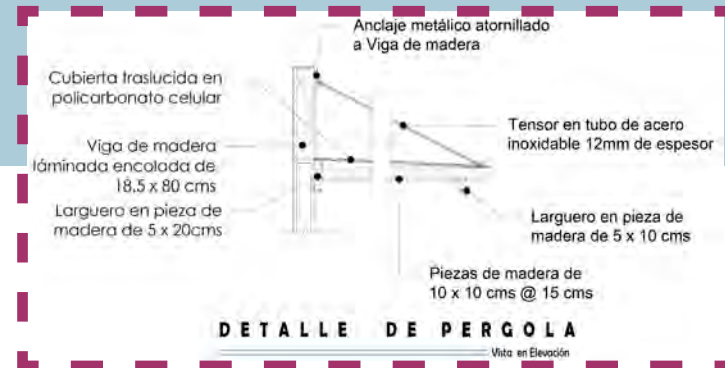 Anclaje metálico atornillado
a Viga de madera
Cubierta traslucida en
policarbonato celular
Tensor en tubo de acero
inoxidable 12mm de espesor
Viga de madera
láminada encolada de
18.5 x 80 cms
Larguero en pieza de
madera de 5 x 20cms
Larguero en pieza de
madera de 5 x 10 cms
Piezas de madera de
10 x 10 cms @ 15 cms
DETALLE DE PERGOLA
Vista en Elevación